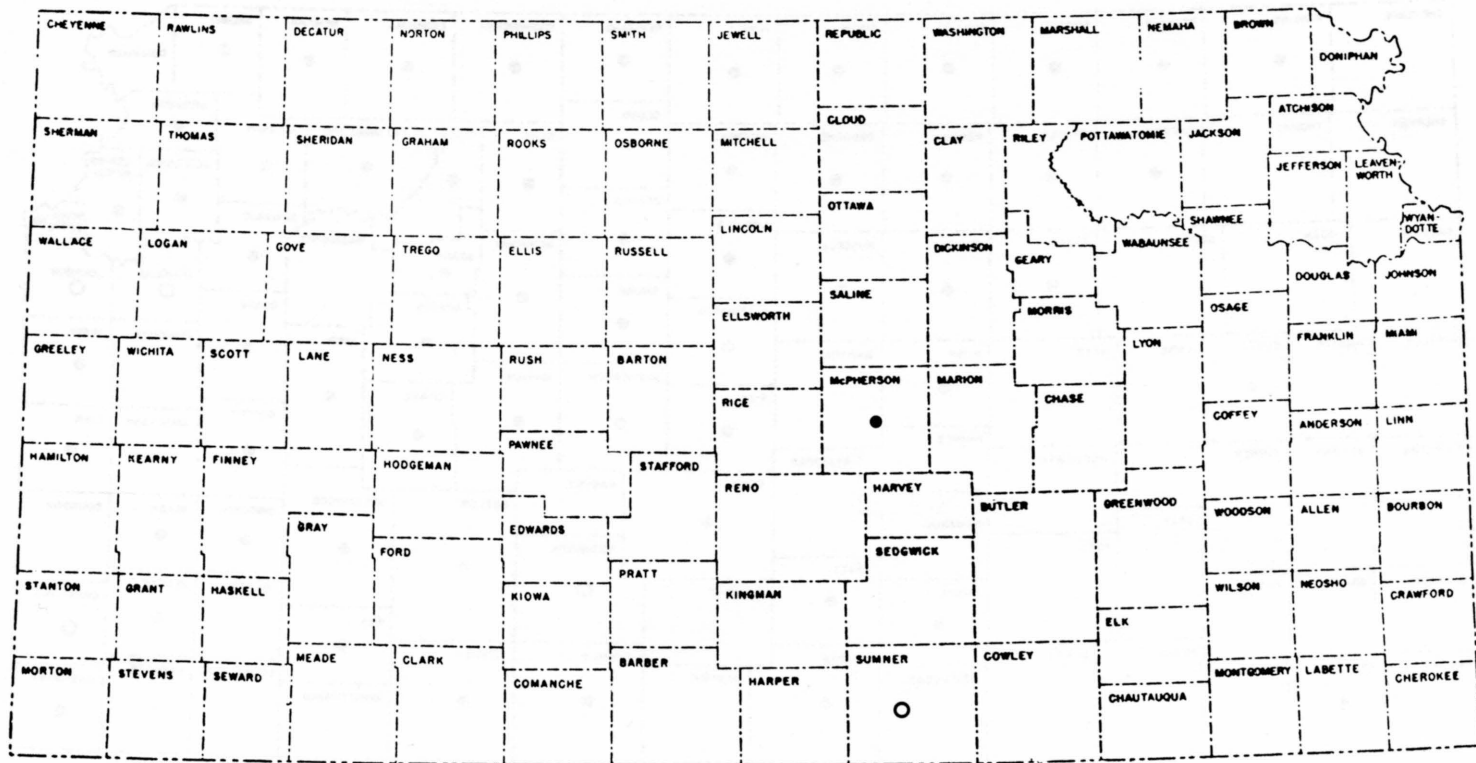 CHEYENNE
RAWLINS
DECATUR
NORTON
PHILLIPS
SMITH
JEWELL
REPUBLIC
WASHINGTON
MARSHALL
NEMAHA
BROWN
DONIPHAN
SHERMAN
THOMAS
SHERIDAN
GRAHAM
ROOKS
OSBORNE
MITCHELL
CLOUD
CLAY
RILEY
POTTAWATOMIE
JACKSON
ATCHISON
JEFFERSON
LEAVEN-
WORTH
WYAN-
DOTTE
WALLACE
LOGAN
GOVE
TREGO
ELLIS
RUSSELL
LINCOLN
OTTAWA
DICKINSON
GEARY
WABAUNSEE
SHAWNEE
DOUGLAS
JOHNSON
ELLSWORTH
SALINE
MORRIS
OSAGE
GREELEY
WICHITA
SCOTT
LANE
NESS
RUSH
BARTON
RICE
McPHERSON
MARION
CHASE
LYON
FRANKLIN
MIAMI
COFFEY
ANDERSON
LINN
HAMILTON
KEARNY
FINNEY
HODGEMAN
PAWNEE
STAFFORD
RENO
HARVEY
BUTLER
GREENWOOD
WOODSON
ALLEN
BOURBON
GRAY
FORD
EDWARDS
PRATT
SEDGWICK
STANTON
GRANT
HASKELL
KIOWA
KINGMAN
ELK
WILSON
NEOSHO
CRAWFORD
MORTON
STEVENS
SEWARD
MEADE
CLARK
COMANCHE
BARBER
HARPER
SUMNER
COWLEY
CHAUTAUQUA
MONTGOMERY
LABETTE
CHEROKEE